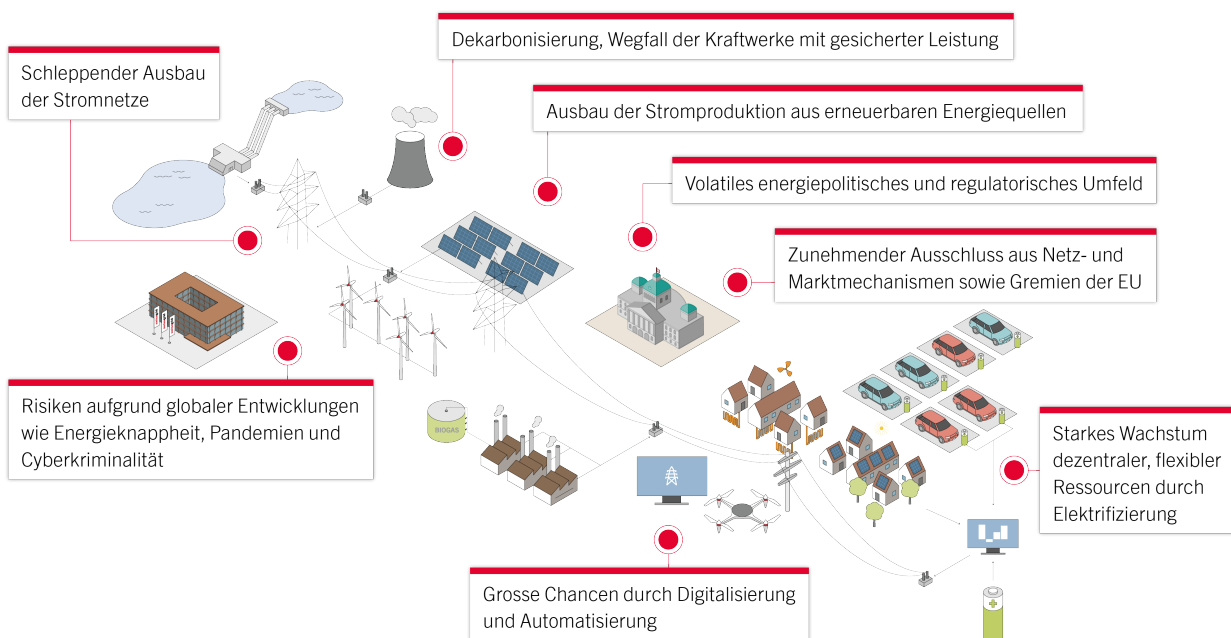 Dekarbonisierung, Wegfall der Kraftwerke mit gesicherter Leistung
Schleppender Ausbau
der Stromnetze
Ausbau der Stromproduktion aus erneuerbaren Energiequellen
Volatiles energiepolitisches und regulatorisches Umfeld
Zunehmender Ausschluss aus Netz- und
Marktmechanismen sowie Gremien der EU
Risiken aufgrund globaler Entwicklungen
wie Energieknappheit, Pandemien und
Cyberkriminalität
BIOGAS
Starkes Wachstum
dezentraler, flexibler
Ressourcen durch
Elektrifizierung
Grosse Chancen durch Digitalisierung
und Automatisierung